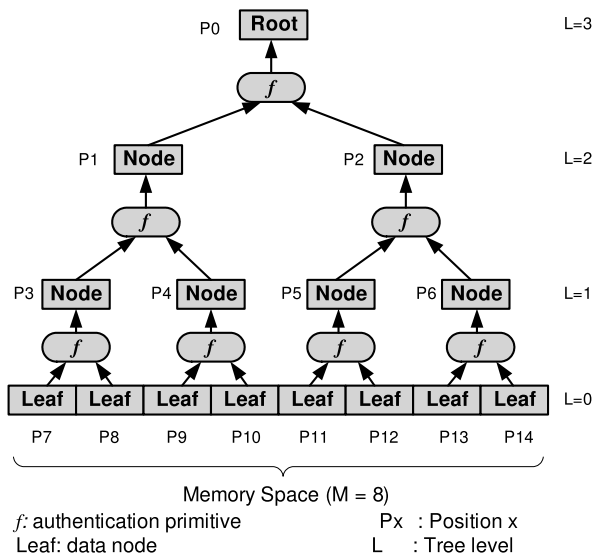 P0 Root L=3
f
P1 Node P2 Node L=2
f f
P3 Node P4 Node P5 Node P6 Node L=1
f f f f
Leaf Leaf Leaf Leaf Leaf Leaf Leaf Leaf L=0
P7 P8 P9 P10 P11 P12 P13 P14
Memory Space (M = 8)
f: authentication primitive Px : Position x
Leaf: data node L : Tree level